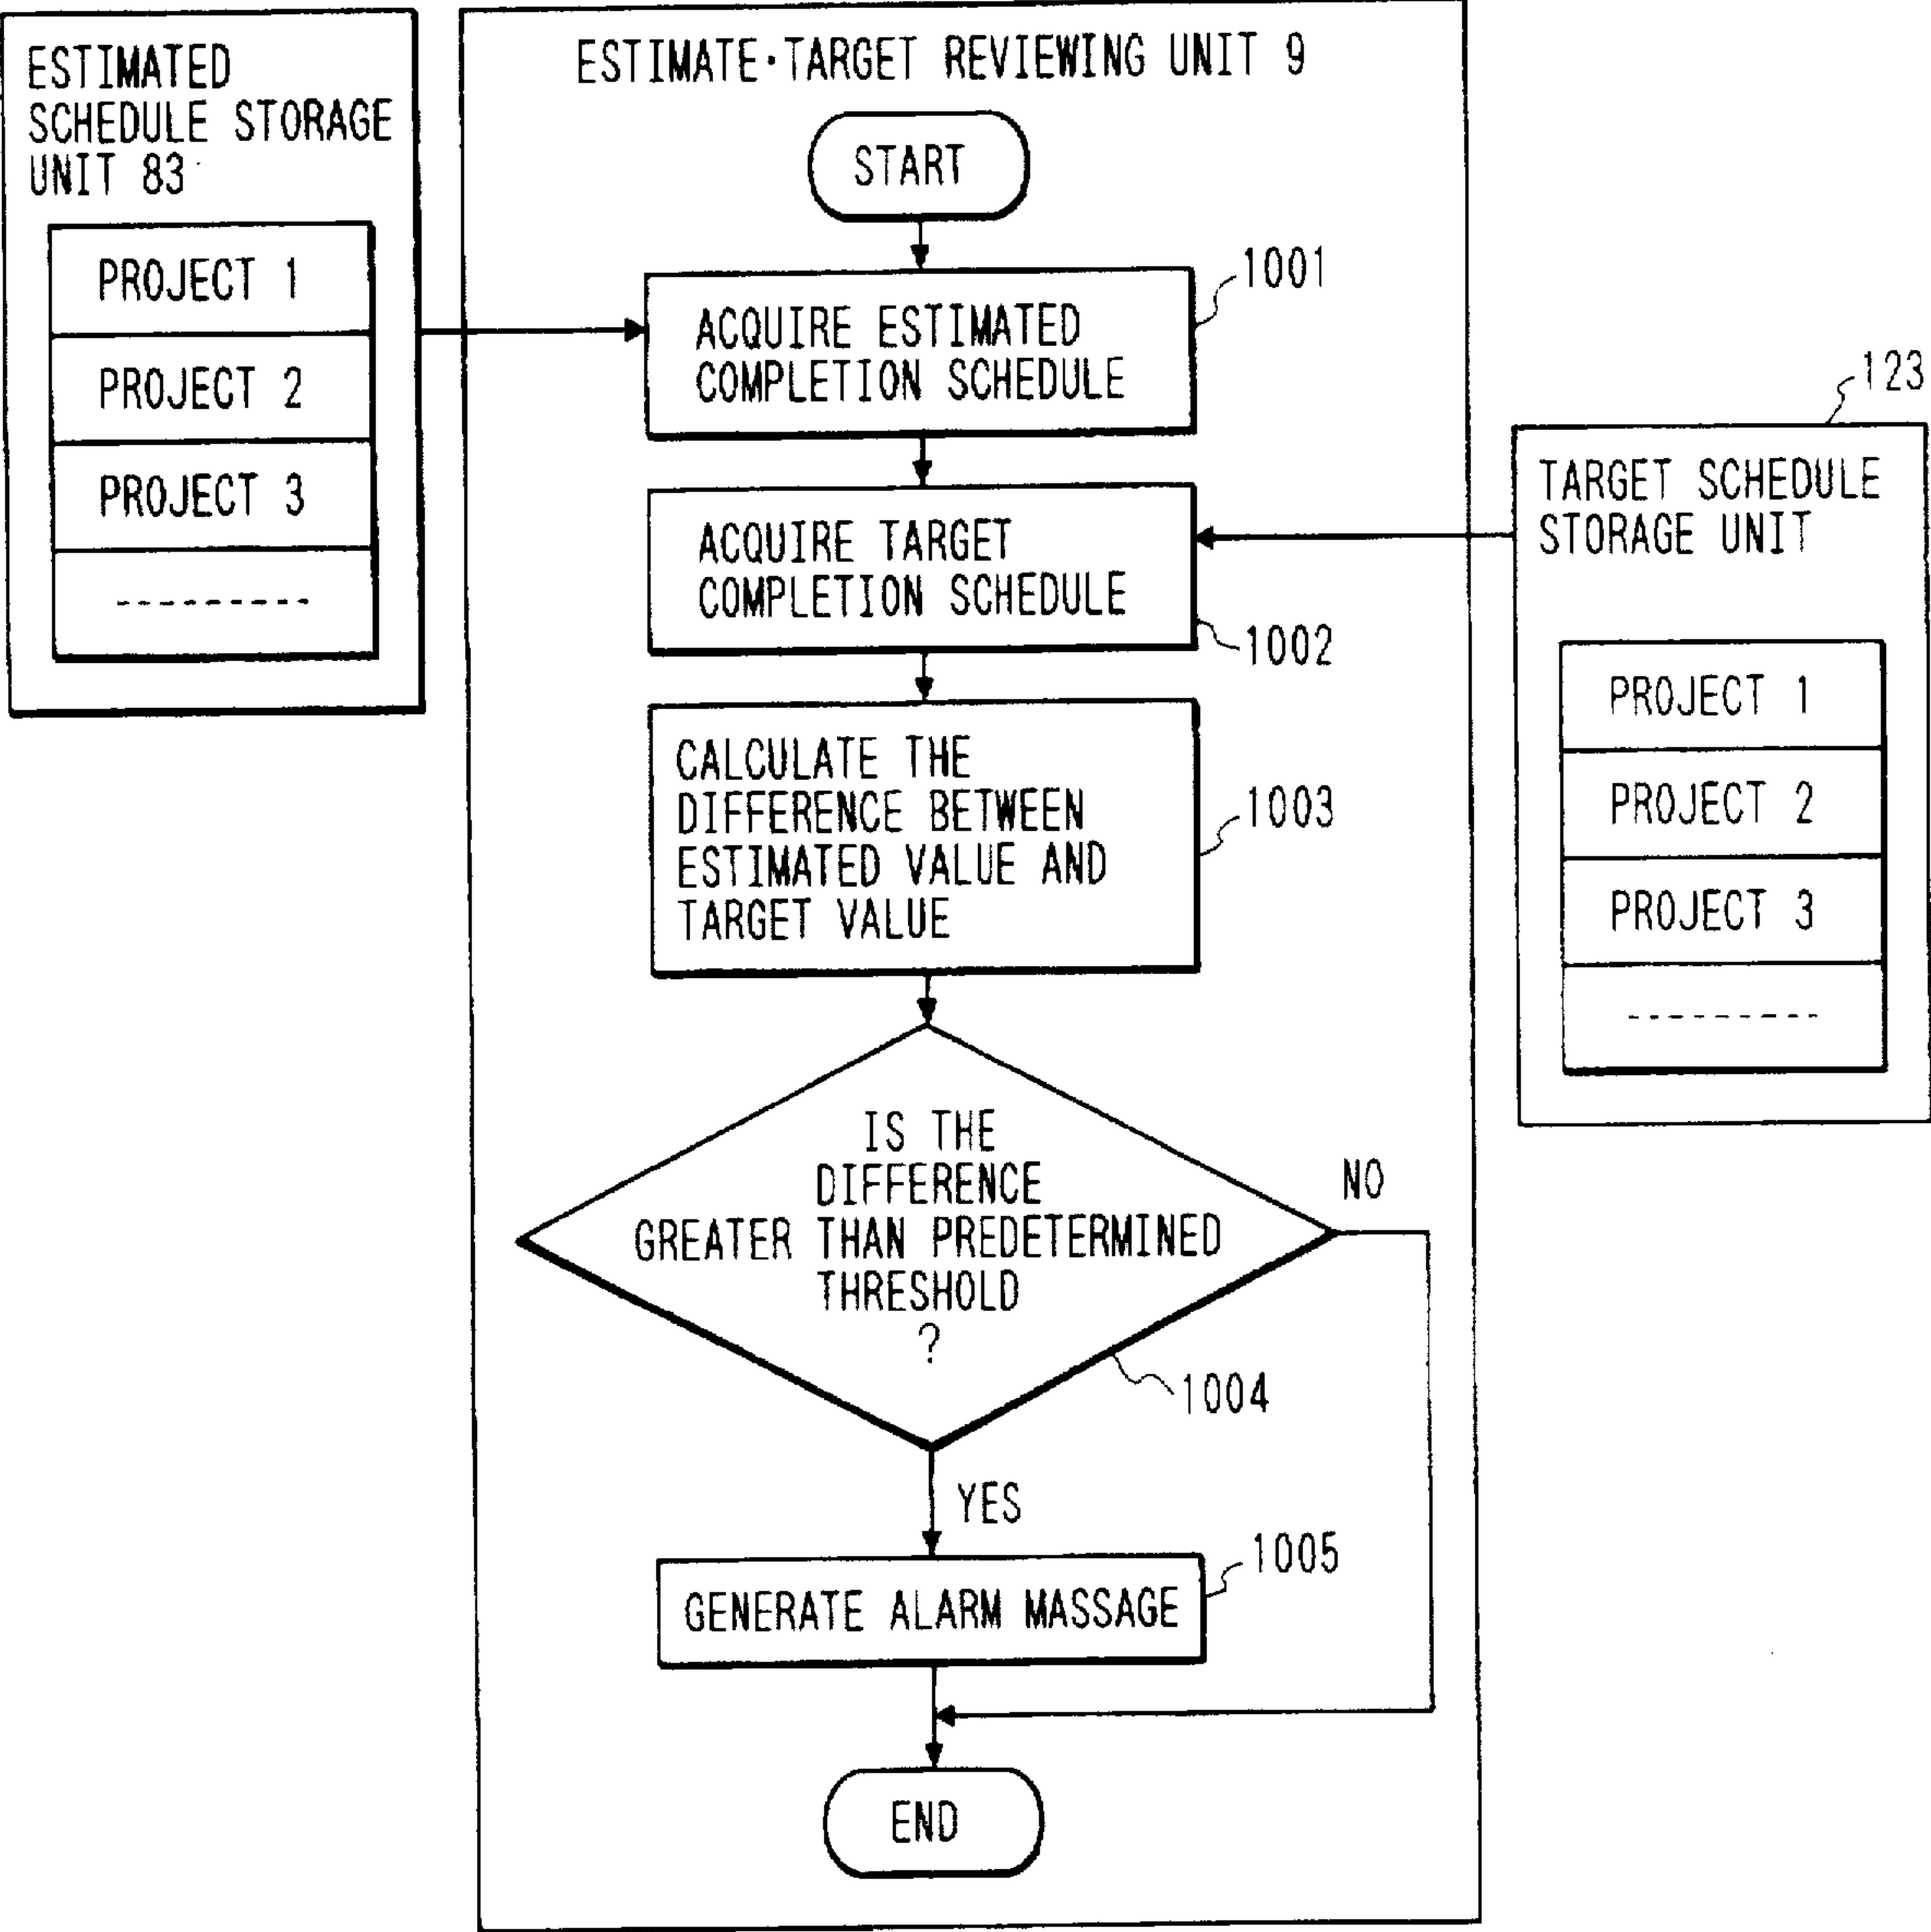 ESTIMATED
SCHEDULE STORAGE
UNIT 83
PROJECT 1
PROJECT 2
PROJECT 3
ESTIMATE·TARGET REVIEWING UNIT 9
START
1001
ACQUIRE ESTIMATED
COMPLETION SCHEDULE
ACQUIRE TARGET
COMPLETION SCHEDULE
1002
CALCULATE THE
DIFFERENCE BETWEEN
ESTIMATED VALUE AND
TARGET VALUE
1003
IS THE
DIFFERENCE
GREATER THAN PREDETERMINED
THRESHOLD
?
NO
1004
YES
1005
GENERATE ALARM MASSAGE
END
123
TARGET SCHEDULE
STORAGE UNIT
PROJECT 1
PROJECT 2
PROJECT 3